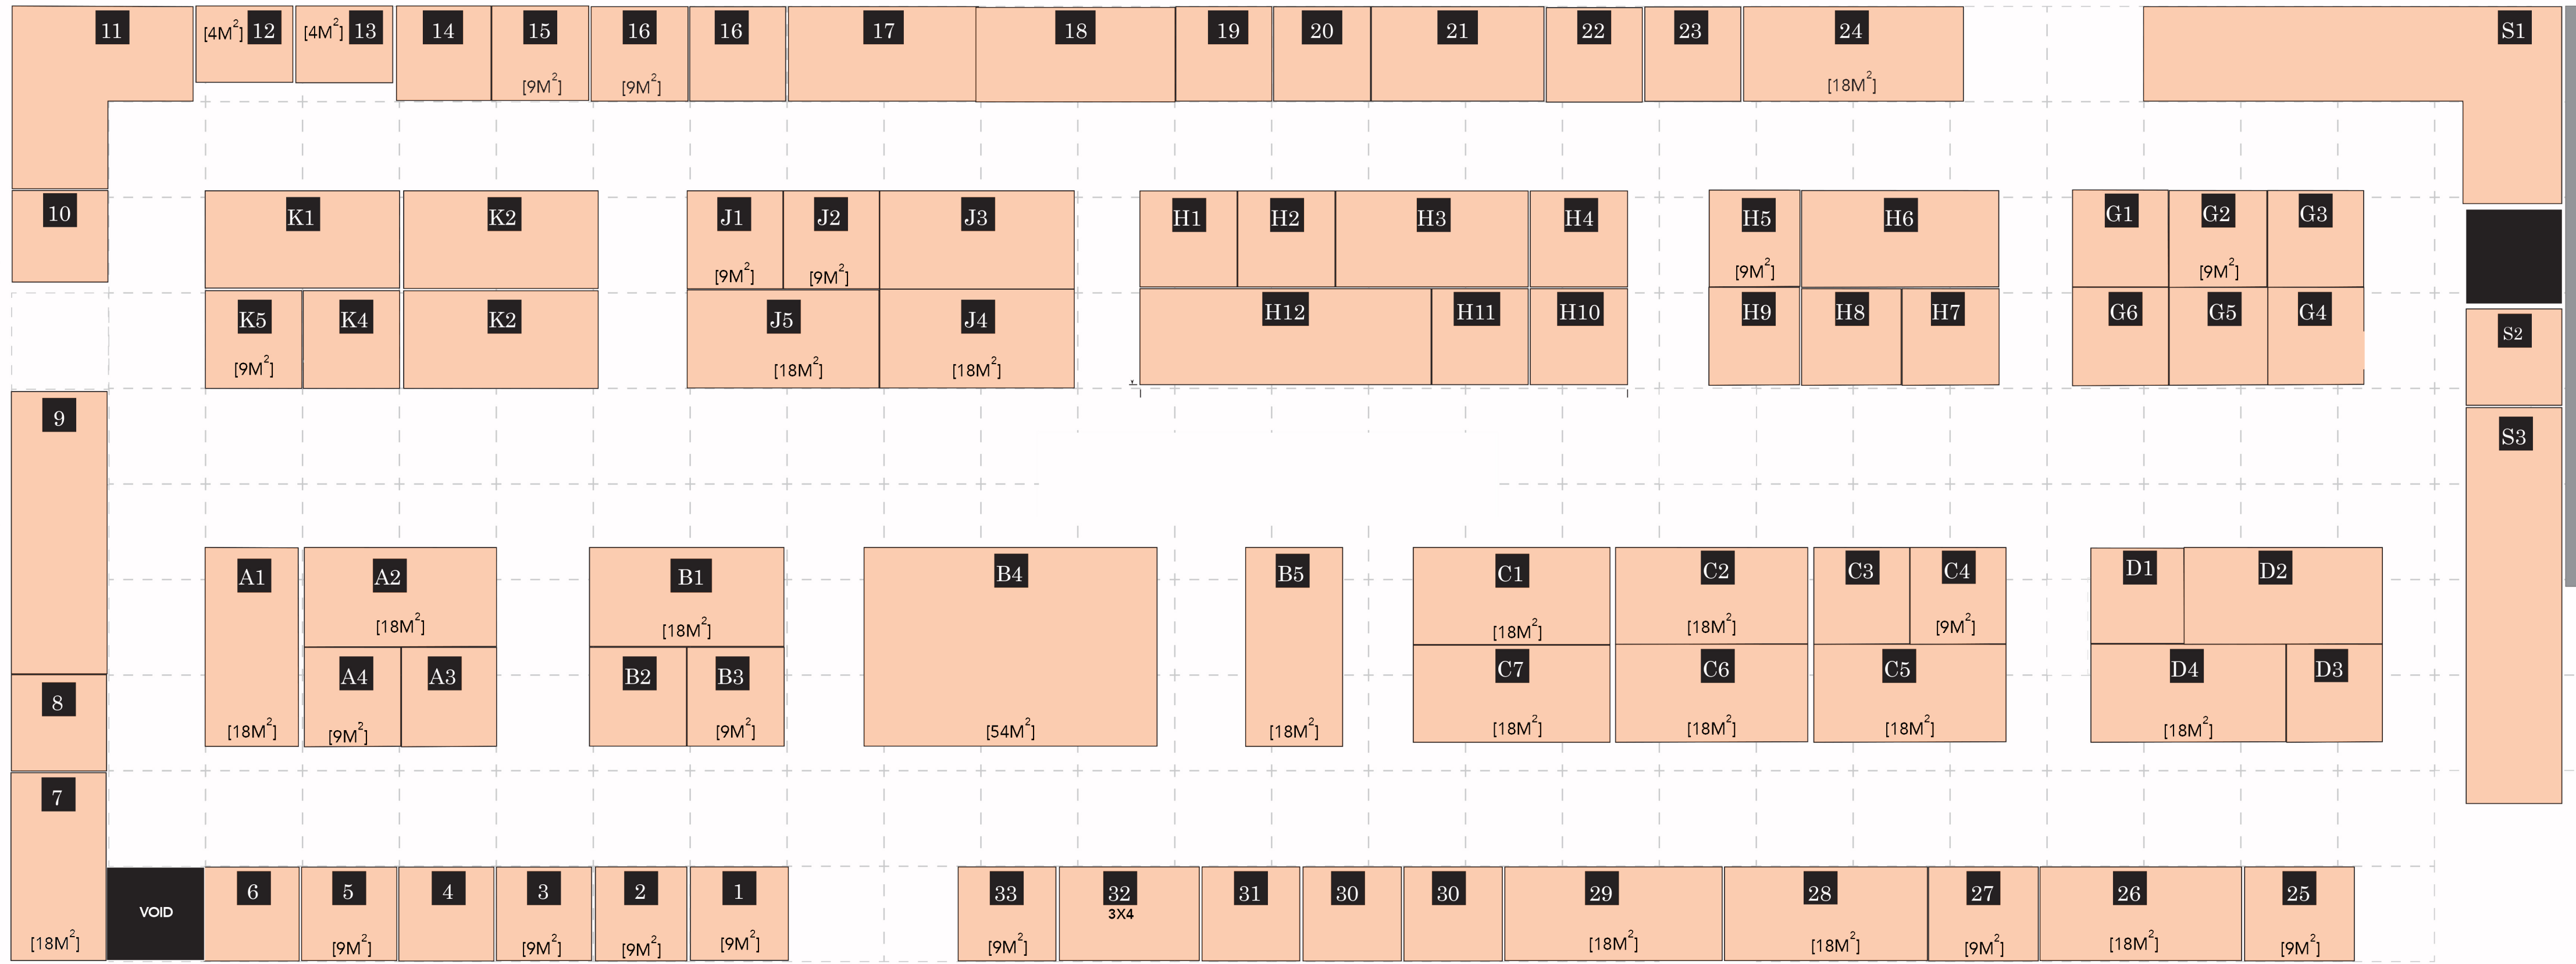 11 [4M²] 12 [4M²] 13 14 15 16 16 17 18 19 20 21 22 23 24 S1
[9M²] [9M²] [18M²]
10 K1 K2 J1 J2 J3 H1 H2 H3 H4 H5 H6 G1 G2 G3
[9M²] [9M²] [9M²] [9M²]
K5 K4 K2 J5 J4 H12 H11 H10 H9 H8 H7 G6 G5 G4 S2
[9M²] [18M²] [18M²]
9 S3
A1 A2 B1 B4 B5 C1 C2 C3 C4 D1 D2
[18M²] [18M²] [18M²] [18M²] [9M²]
8 A4 A3 B2 B3 C7 C6 C5 D4 D3
[18M²] [9M²] [9M²] [54M²] [18M²] [18M²] [18M²] [18M²] [18M²]
7
VOID 6 5 4 3 2 1 33 32 31 30 30 29 28 27 26 25
3X4
[18M²] [9M²] [9M²] [9M²] [9M²] [9M²] [18M²] [18M²] [9M²] [18M²] [9M²]